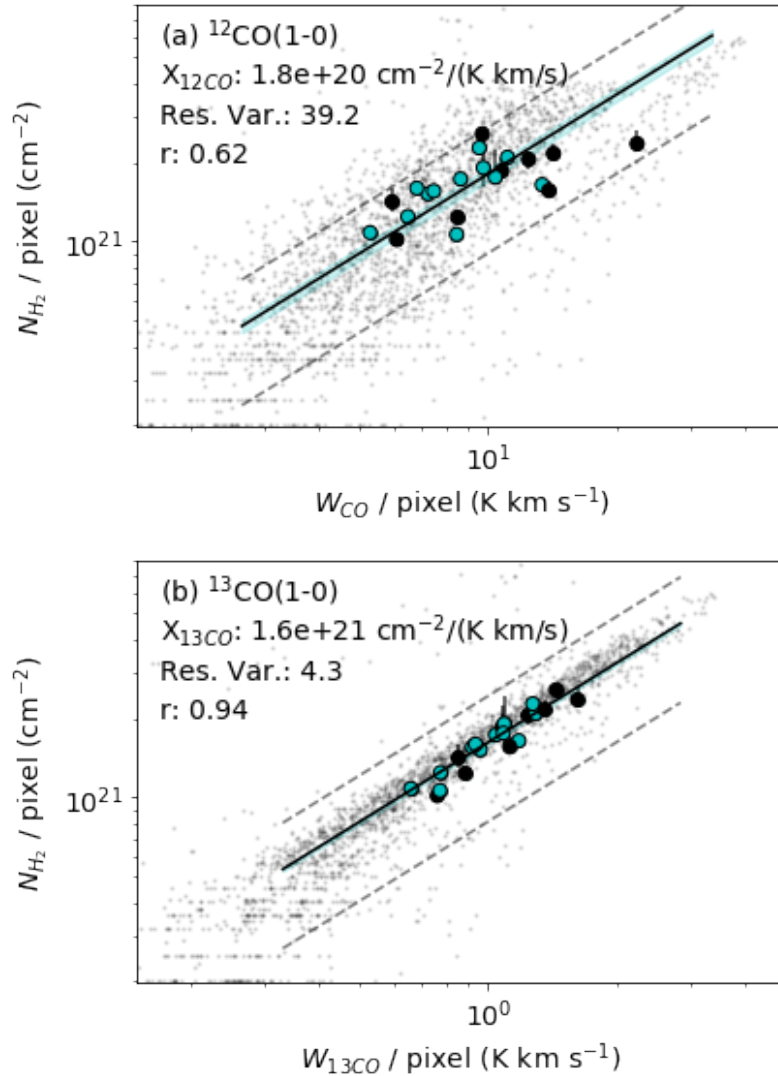 (a) ¹²CO(1-0)
X₁₂CO: 1.8e+20 cm⁻²/(K km/s)
Res. Var.: 39.2
r: 0.62
10²¹
N_H₂ / pixel (cm⁻²)
10¹
W_CO / pixel (K km s⁻¹)
(b) ¹³CO(1-0)
X₁₃CO: 1.6e+21 cm⁻²/(K km/s)
Res. Var.: 4.3
r: 0.94
10²¹
N_H₂ / pixel (cm⁻²)
10⁰
W₁₃CO / pixel (K km s⁻¹)